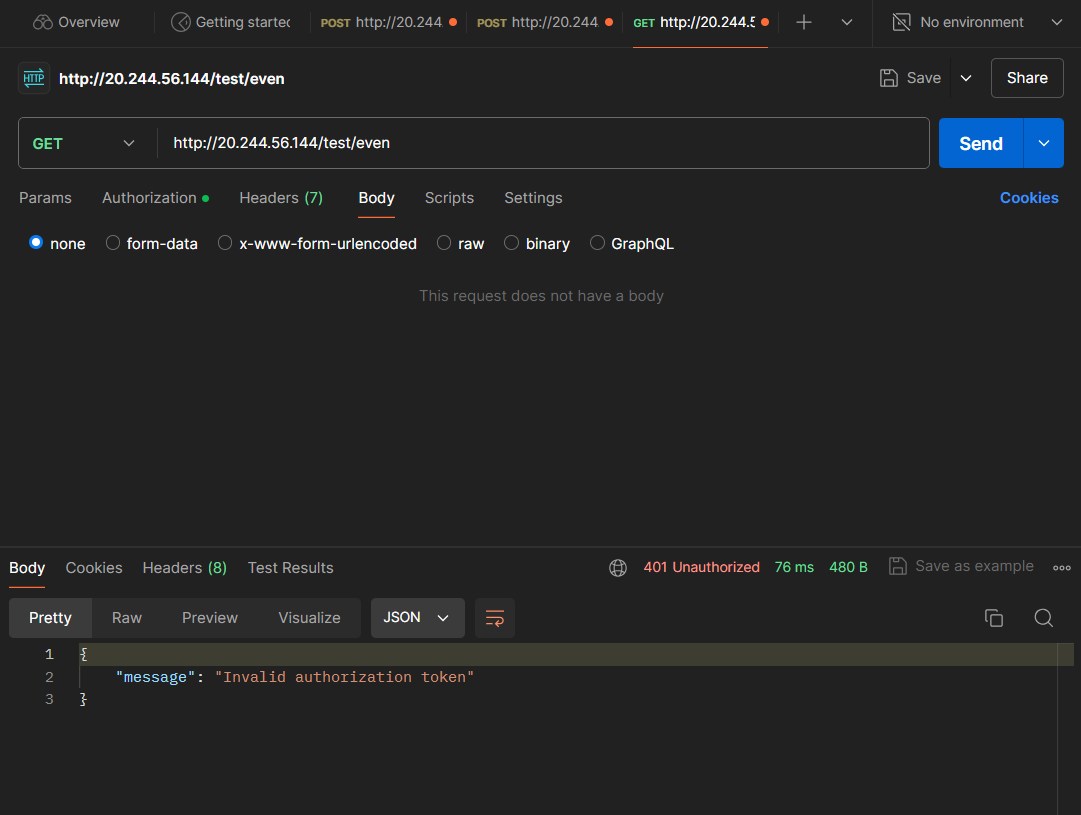 Overview
Getting started
POST http://20.244.
POST http://20.244.
GET http://20.244.5
No environment
HTTP
http://20.244.56.144/test/even
Save
Share
GET
http://20.244.56.144/test/even
Send
Params
Authorization
Headers (7)
Body
Scripts
Settings
Cookies
none
form-data
x-www-form-urlencoded
raw
binary
GraphQL
This request does not have a body
Body
Cookies
Headers (8)
Test Results
401 Unauthorized
76 ms
480 B
Save as example
Pretty
Raw
Preview
Visualize
JSON
1 {
2 "message": "Invalid authorization token"
3 }